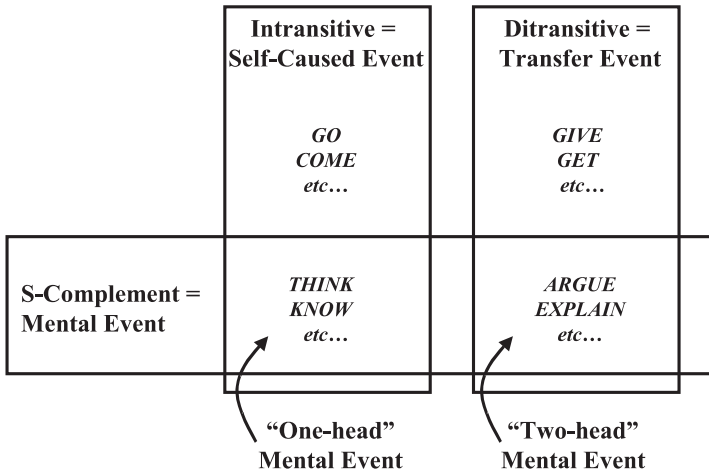 Intransitive =
Self-Caused Event
Ditransitive =
Transfer Event
GO
COME
etc…
GIVE
GET
etc…
S-Complement =
Mental Event
THINK
KNOW
etc…
ARGUE
EXPLAIN
etc…
“One-head”
Mental Event
“Two-head”
Mental Event